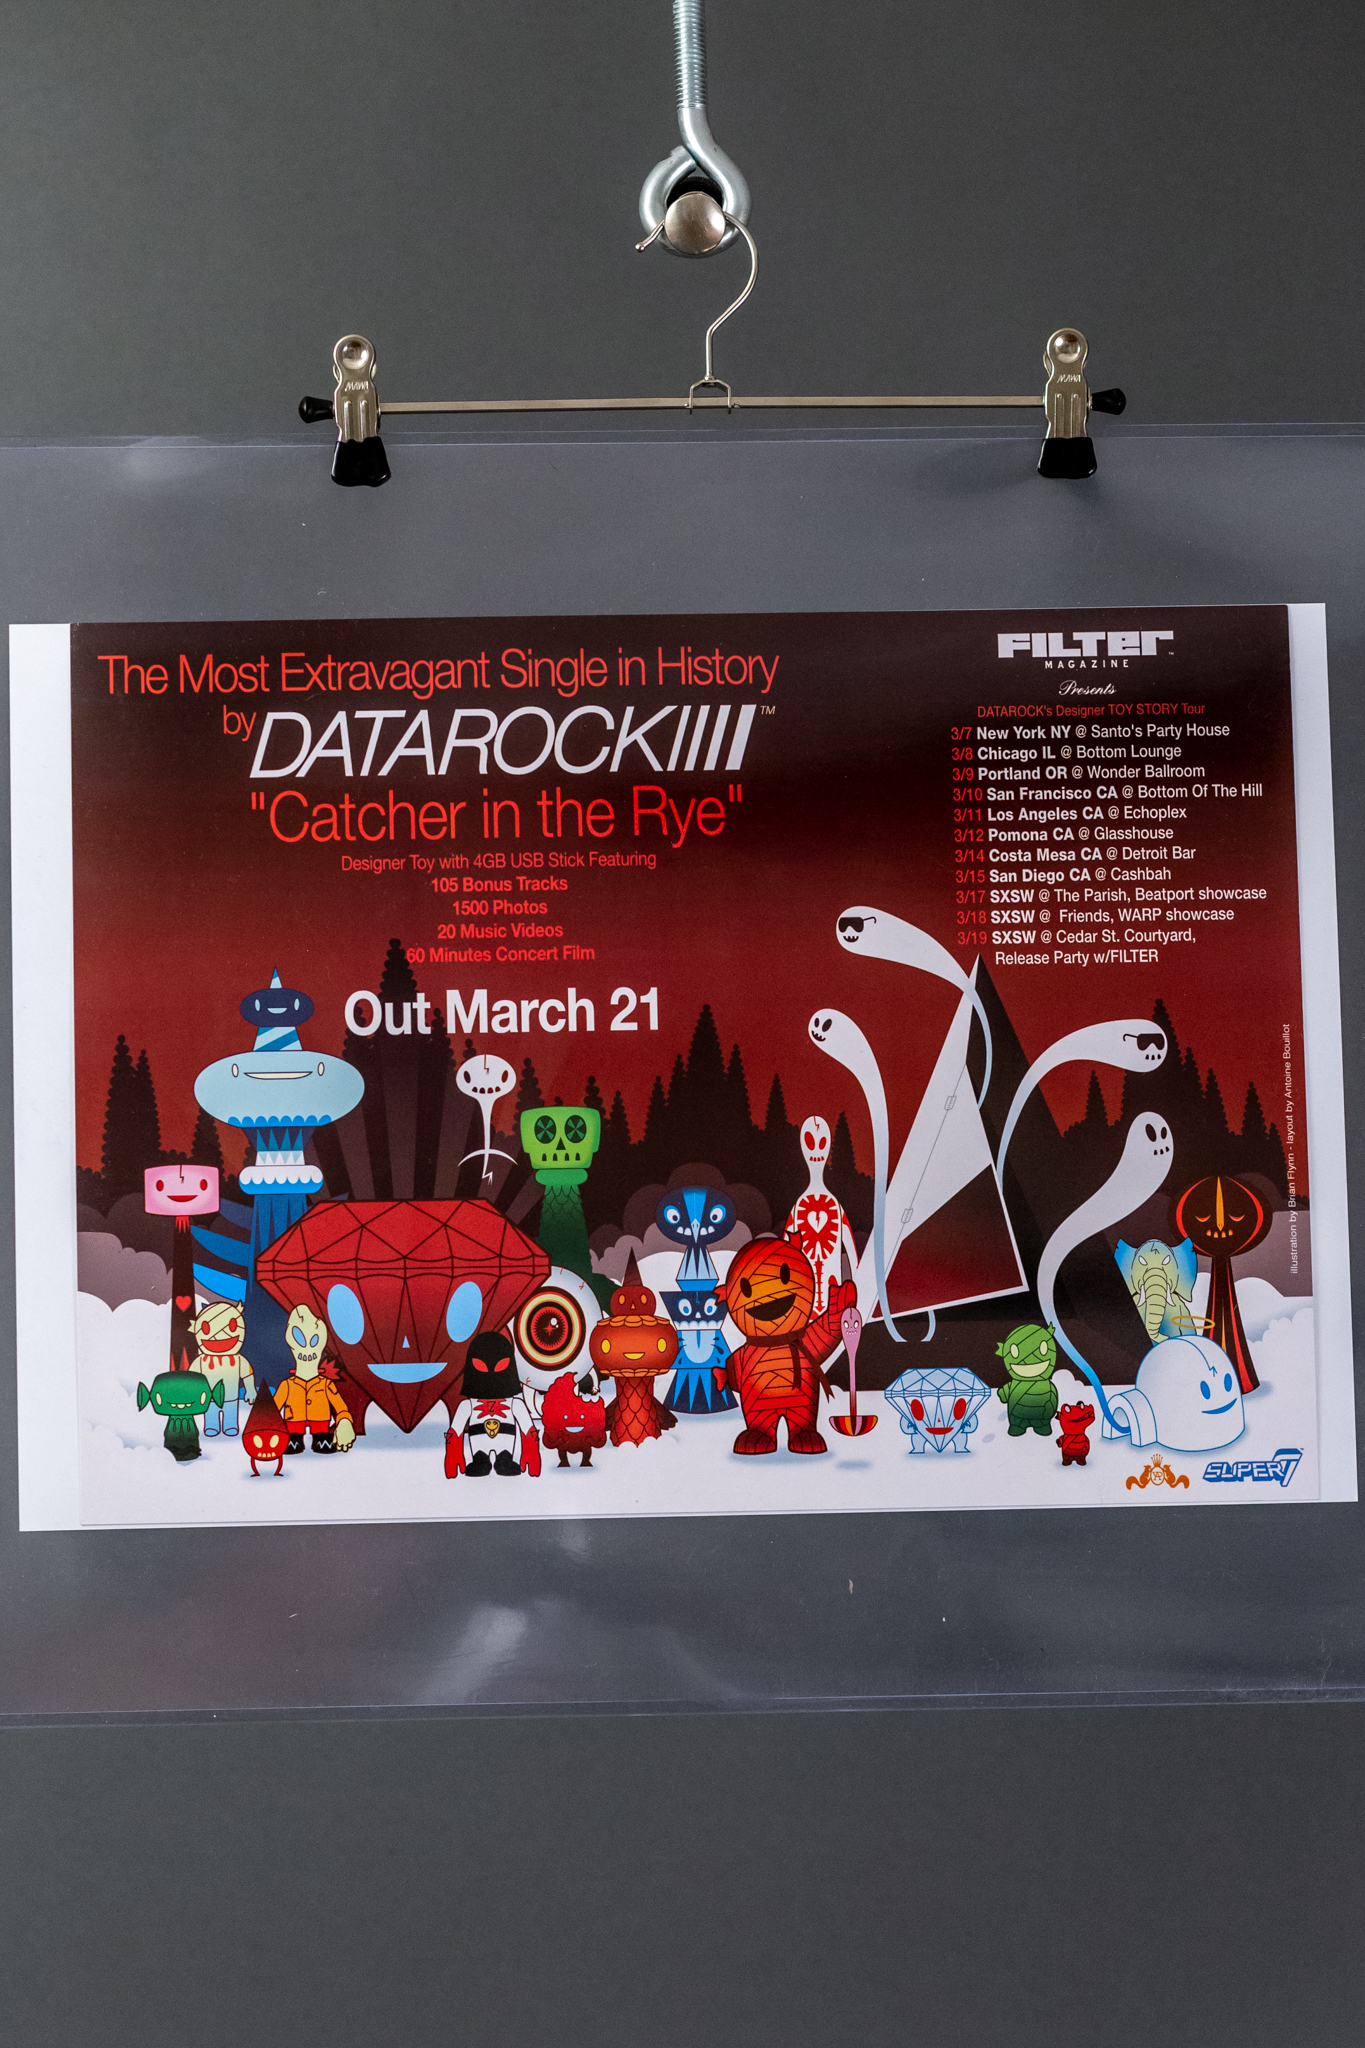 MAWA
MAWA
The Most Extravagant Single in History
by DATAROCK™
"Catcher in the Rye"
Designer Toy with 4GB USB Stick Featuring
105 Bonus Tracks
1500 Photos
20 Music Videos
60 Minutes Concert Film
Out March 21
FILTER™
MAGAZINE
Presents
DATAROCK's Designer TOY STORY Tour
3/7 New York NY @ Santo's Party House
3/8 Chicago IL @ Bottom Lounge
3/9 Portland OR @ Wonder Ballroom
3/10 San Francisco CA @ Bottom Of The Hill
3/11 Los Angeles CA @ Echoplex
3/12 Pomona CA @ Glasshouse
3/14 Costa Mesa CA @ Detroit Bar
3/15 San Diego CA @ Cashbah
3/17 SXSW @ The Parish, Beatport showcase
3/18 SXSW @ Friends, WARP showcase
3/19 SXSW @ Cedar St. Courtyard,
Release Party w/FILTER
illustration by Brian Flynn - layout by Antoine Bouillot
SUPER7